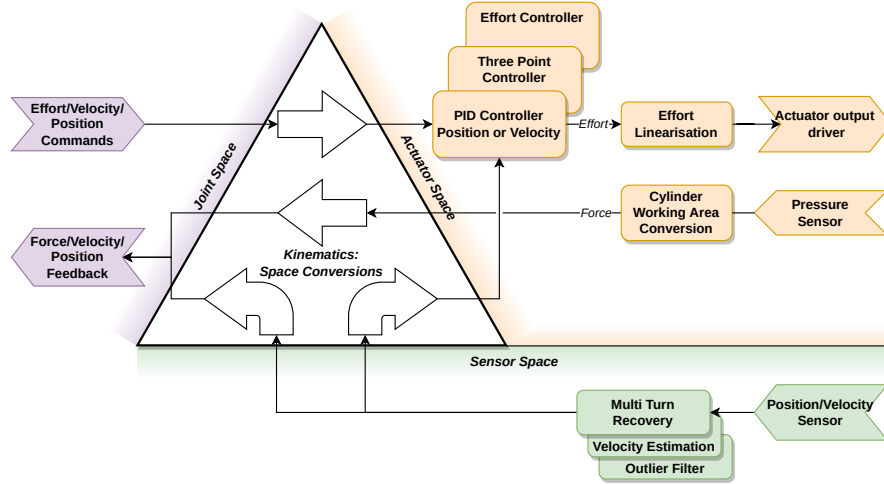 Effort Controller
Three Point
Controller
PID Controller
Position or Velocity
Effort/Velocity/
Position
Commands
Effort
Effort
Linearisation
Actuator output
driver
Joint Space
Actuator Space
Force
Cylinder
Working Area
Conversion
Pressure
Sensor
Force/Velocity/
Position
Feedback
Kinematics:
Space Conversions
Sensor Space
Multi Turn
Recovery
Velocity Estimation
Outlier Filter
Position/Velocity
Sensor